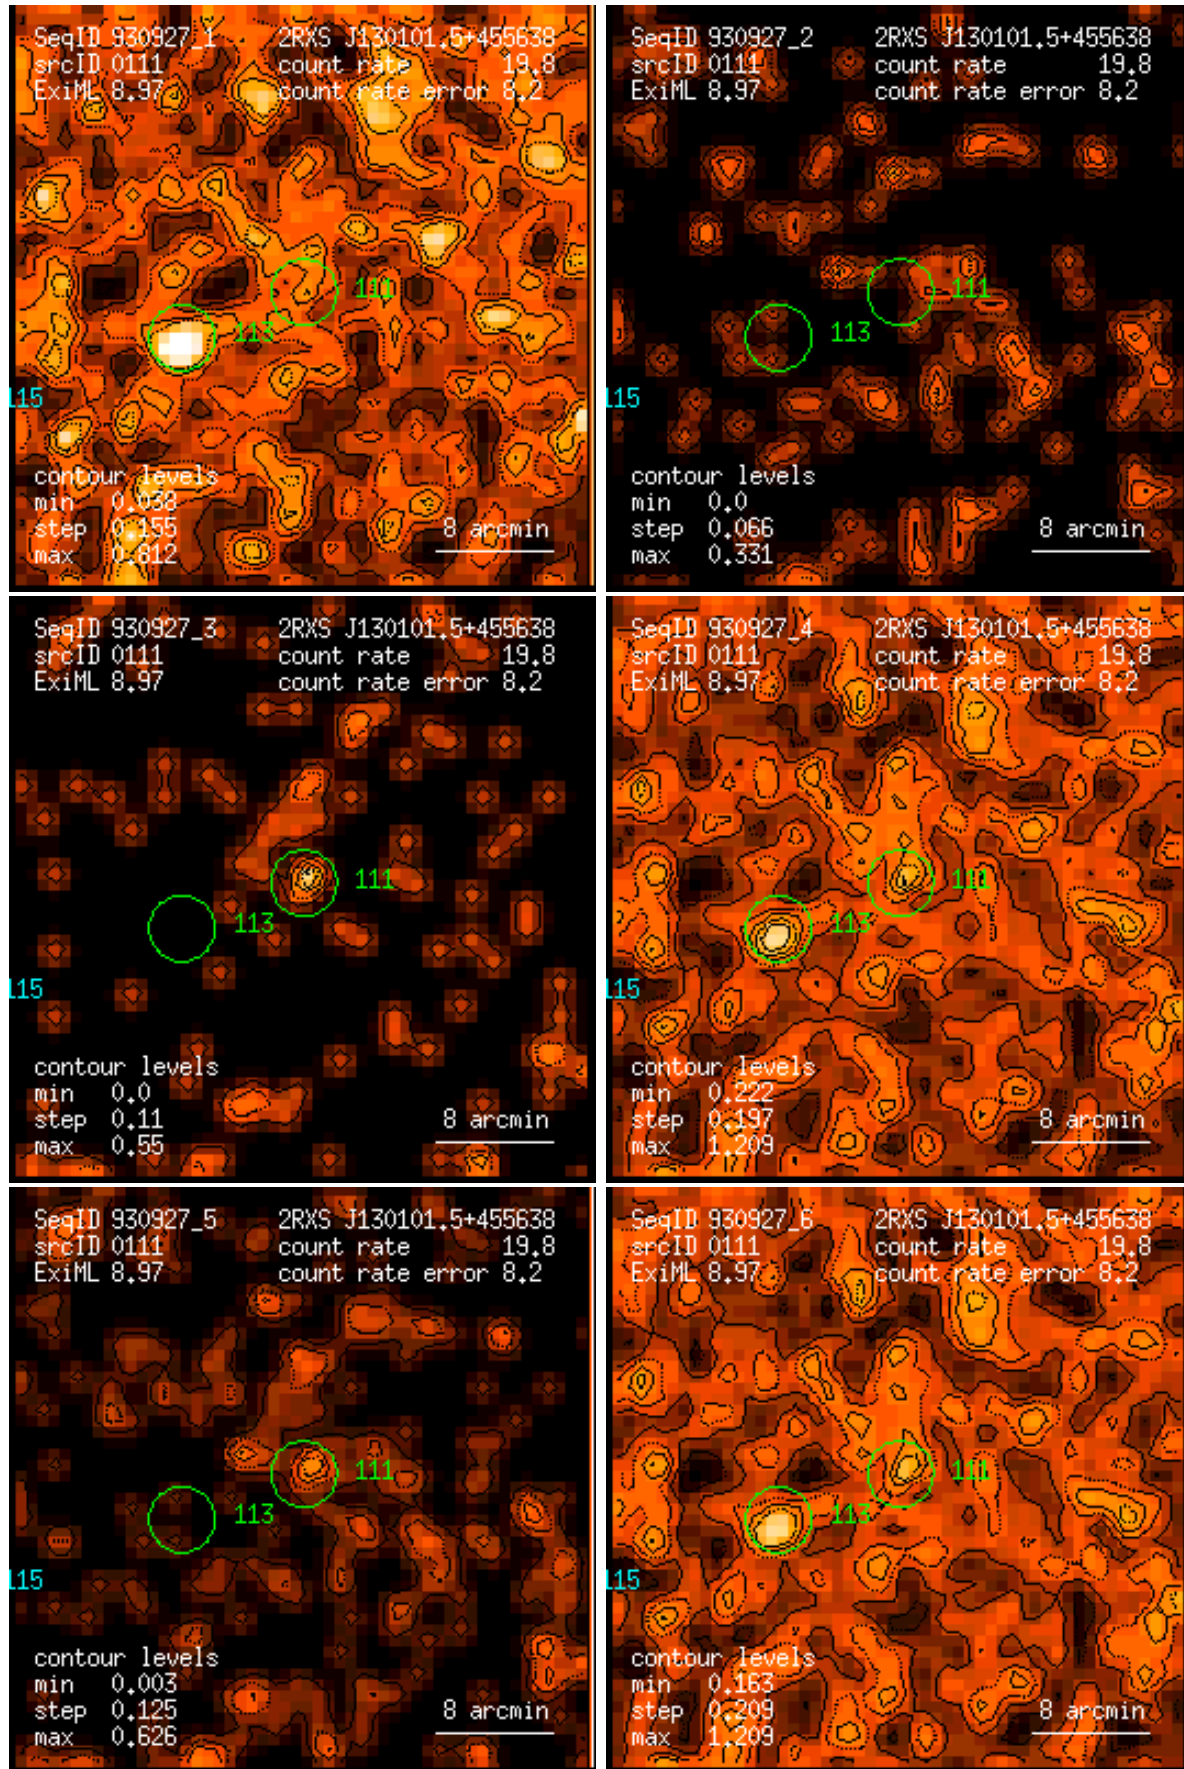 SeqID 930927_1 2RXS J130101.5+455638
srcID 0111 count rate 19.8
ExiML 8.97 count rate error 8.2
111
113
115
contour levels
min 0.038
step 0.155 8 arcmin
max 0.812
SeqID 930927_2 2RXS J130101.5+455638
srcID 0111 count rate 19.8
ExiML 8.97 count rate error 8.2
111
113
115
contour levels
min 0.0
step 0.066 8 arcmin
max 0.331
SeqID 930927_3 2RXS J130101.5+455638
srcID 0111 count rate 19.8
ExiML 8.97 count rate error 8.2
111
113
115
contour levels
min 0.0
step 0.11 8 arcmin
max 0.55
SeqID 930927_4 2RXS J130101.5+455638
srcID 0111 count rate 19.8
ExiML 8.97 count rate error 8.2
111
113
115
contour levels
min 0.222
step 0.197 8 arcmin
max 1.209
SeqID 930927_5 2RXS J130101.5+455638
srcID 0111 count rate 19.8
ExiML 8.97 count rate error 8.2
111
113
115
contour levels
min 0.003
step 0.125 8 arcmin
max 0.626
SeqID 930927_6 2RXS J130101.5+455638
srcID 0111 count rate 19.8
ExiML 8.97 count rate error 8.2
111
113
115
contour levels
min 0.163
step 0.209 8 arcmin
max 1.209